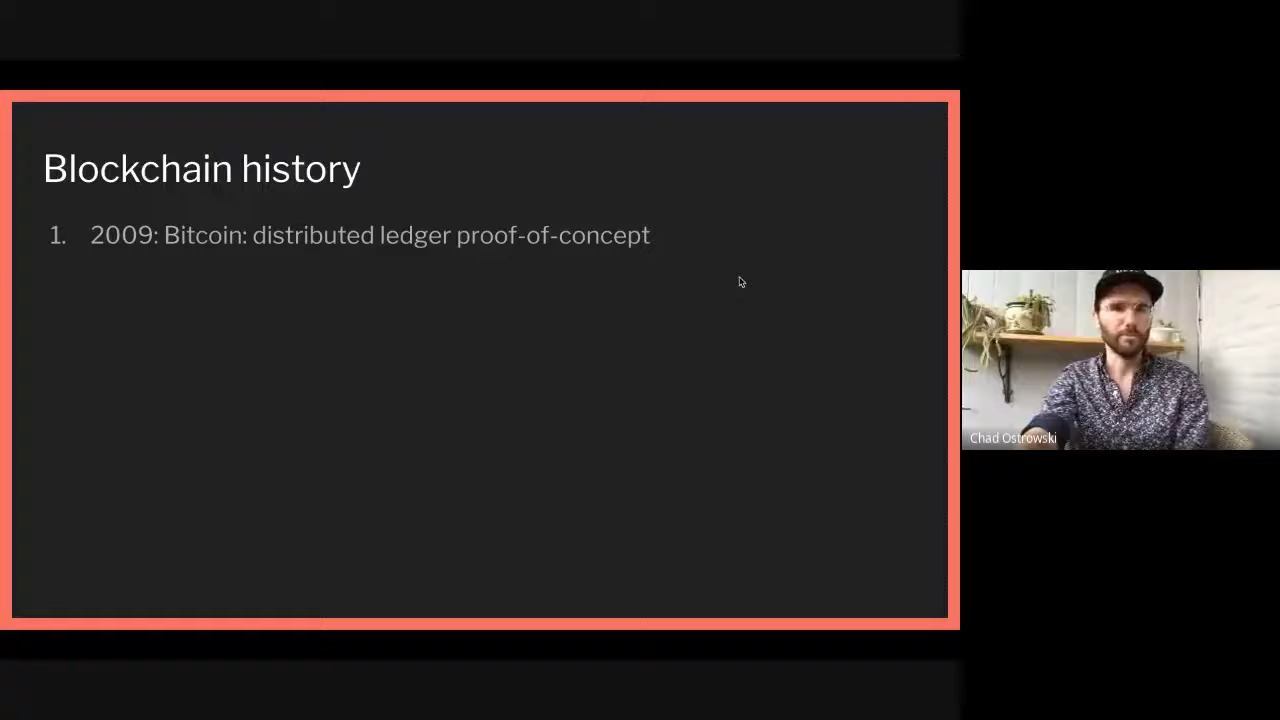 Blockchain history
1. 2009: Bitcoin: distributed ledger proof-of-concept
Chad Ostrowski